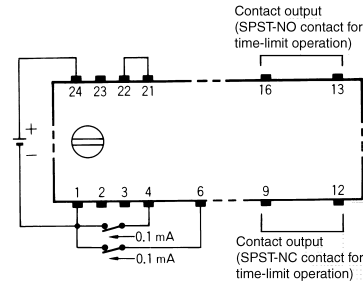 Contact output
(SPST-NO contact for
time-limit operation)
24 23 22 21 16 13
+
−
1 2 3 4 6 9 12
0.1 mA
0.1 mA
Contact output
(SPST-NC contact for
time-limit operation)